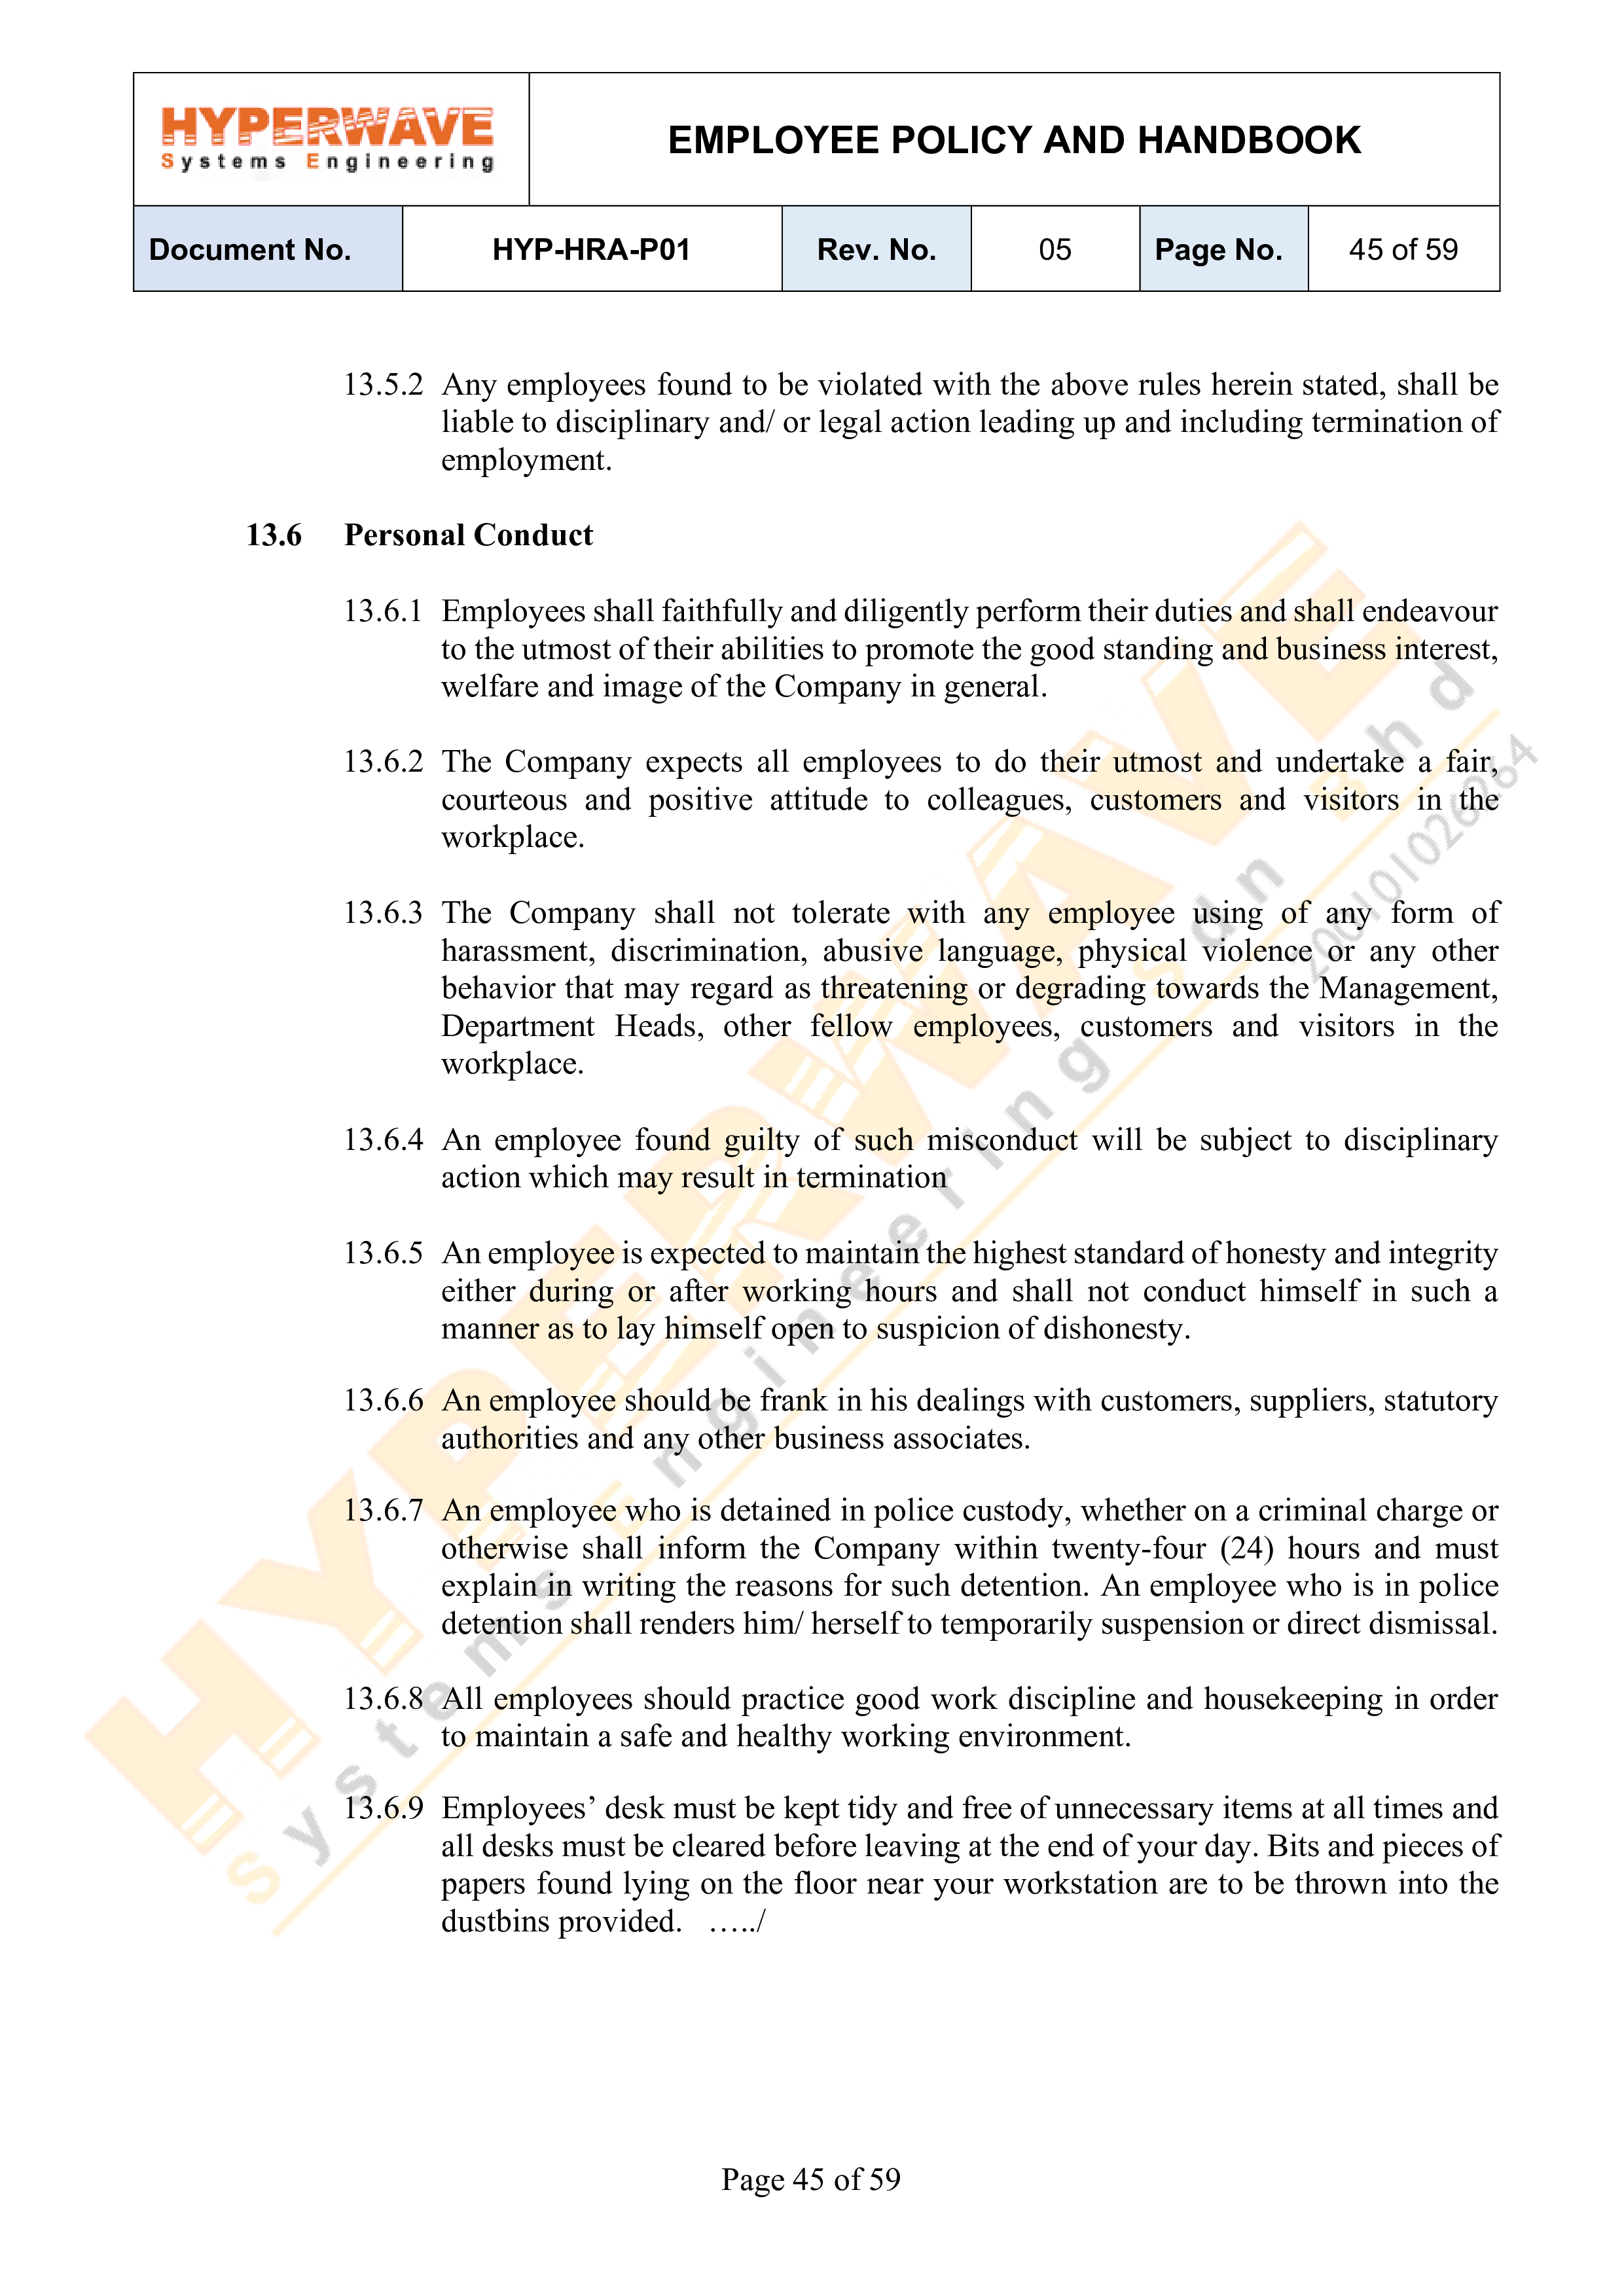 HYPERWAVE
Systems Engineering
EMPLOYEE POLICY AND HANDBOOK
Document No. HYP-HRA-P01 Rev. No. 05 Page No. 45 of 59
13.5.2 Any employees found to be violated with the above rules herein stated, shall be
liable to disciplinary and/ or legal action leading up and including termination of
employment.
13.6 Personal Conduct
13.6.1 Employees shall faithfully and diligently perform their duties and shall endeavour
to the utmost of their abilities to promote the good standing and business interest,
welfare and image of the Company in general.
13.6.2 The Company expects all employees to do their utmost and undertake a fair,
courteous and positive attitude to colleagues, customers and visitors in the
workplace.
13.6.3 The Company shall not tolerate with any employee using of any form of
harassment, discrimination, abusive language, physical violence or any other
behavior that may regard as threatening or degrading towards the Management,
Department Heads, other fellow employees, customers and visitors in the
workplace.
13.6.4 An employee found guilty of such misconduct will be subject to disciplinary
action which may result in termination
13.6.5 An employee is expected to maintain the highest standard of honesty and integrity
either during or after working hours and shall not conduct himself in such a
manner as to lay himself open to suspicion of dishonesty.
13.6.6 An employee should be frank in his dealings with customers, suppliers, statutory
authorities and any other business associates.
13.6.7 An employee who is detained in police custody, whether on a criminal charge or
otherwise shall inform the Company within twenty-four (24) hours and must
explain in writing the reasons for such detention. An employee who is in police
detention shall renders him/ herself to temporarily suspension or direct dismissal.
13.6.8 All employees should practice good work discipline and housekeeping in order
to maintain a safe and healthy working environment.
13.6.9 Employees’ desk must be kept tidy and free of unnecessary items at all times and
all desks must be cleared before leaving at the end of your day. Bits and pieces of
papers found lying on the floor near your workstation are to be thrown into the
dustbins provided. …../
HYPERWAVE
Systems Engineering Sdn Bhd
200101026264
Page 45 of 59